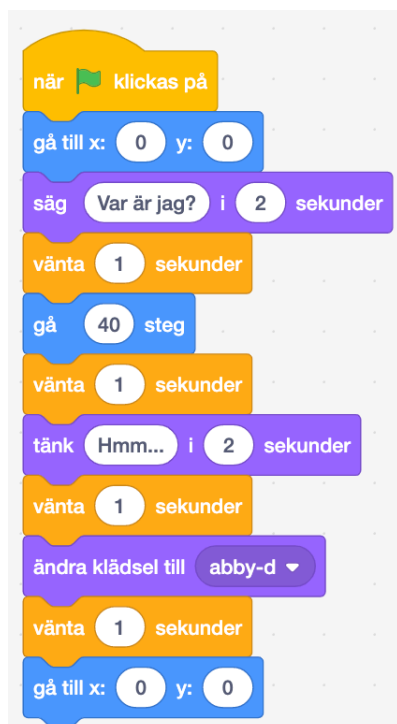 när klickas på
gå till x: 0 y: 0
säg Var är jag? i 2 sekunder
vänta 1 sekunder
gå 40 steg
vänta 1 sekunder
tänk Hmm... i 2 sekunder
vänta 1 sekunder
ändra klädsel till abby-d
vänta 1 sekunder
gå till x: 0 y: 0